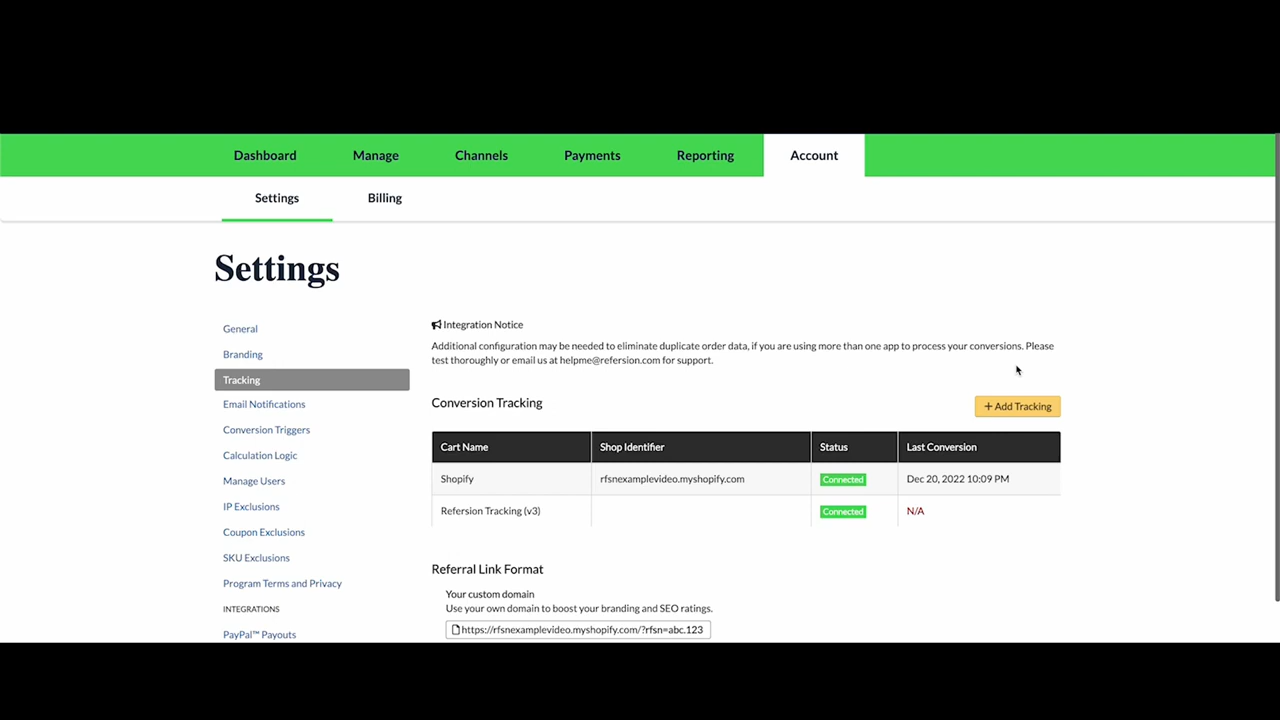 Dashboard Manage Channels Payments Reporting Account
Settings Billing
Settings
General
Branding
Tracking
Email Notifications
Conversion Triggers
Calculation Logic
Manage Users
IP Exclusions
Coupon Exclusions
SKU Exclusions
Program Terms and Privacy
INTEGRATIONS
PayPal™ Payouts
Integration Notice
Additional configuration may be needed to eliminate duplicate order data, if you are using more than one app to process your conversions. Please
test thoroughly or email us at helpme@refersion.com for support.
Conversion Tracking
+ Add Tracking
Cart Name Shop Identifier Status Last Conversion
Shopify rfsnexamplevideo.myshopify.com Connected Dec 20, 2022 10:09 PM
Refersion Tracking (v3) Connected N/A
Referral Link Format
Your custom domain
Use your own domain to boost your branding and SEO ratings.
https://rfsnexamplevideo.myshopify.com/?rfsn=abc.123